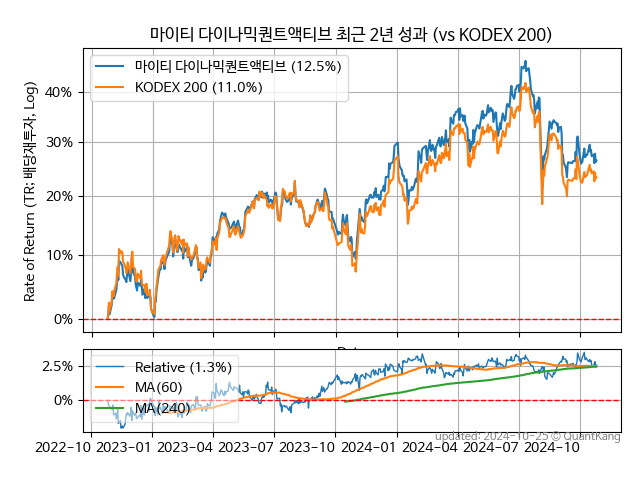 마이티 다이나믹퀀트액티브 최근 2년 성과 (vs KODEX 200)
마이티 다이나믹퀀트액티브 (12.5%)
KODEX 200 (11.0%)
Rate of Return (TR: 배당재투자, Log)
40%
30%
20%
10%
0%
Relative (1.3%)
MA(60)
MA(240)
2.5%
0%
2022-10 2023-01 2023-04 2023-07 2023-10 2024-01 2024-04 2024-07 2024-10
updated: 2024-10-25 © QuantKang